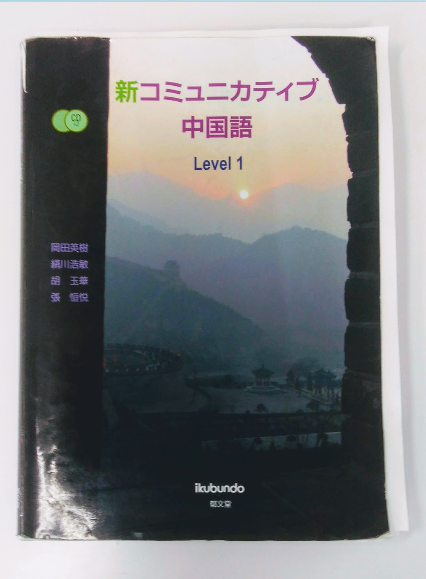 新コミュニカティブ
中国語
Level 1
CD
岡田英樹
絹川浩敏
胡 玉華
張 恒悦
ikubundo
郁文堂